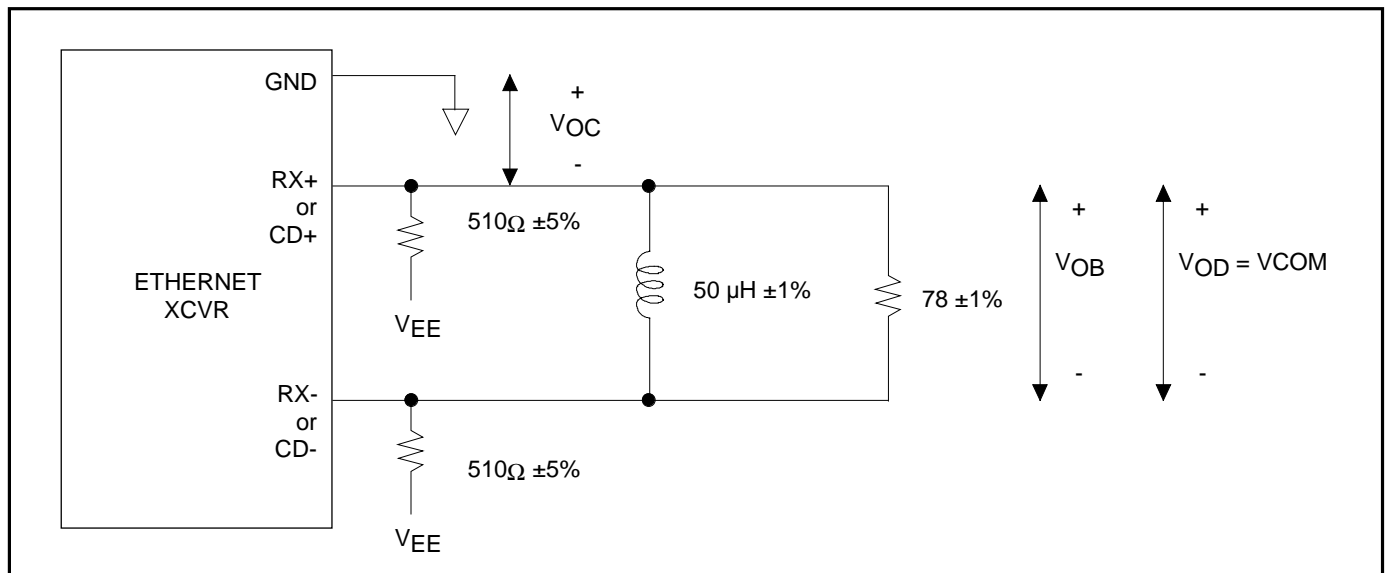 GND
+
VOC
-
RX+
or
CD+
510Ω ±5%
VEE
ETHERNET
XCVR
50 µH ±1%
78 ±1%
+
VOB
-
+
VOD = VCOM
-
RX-
or
CD-
510Ω ±5%
VEE